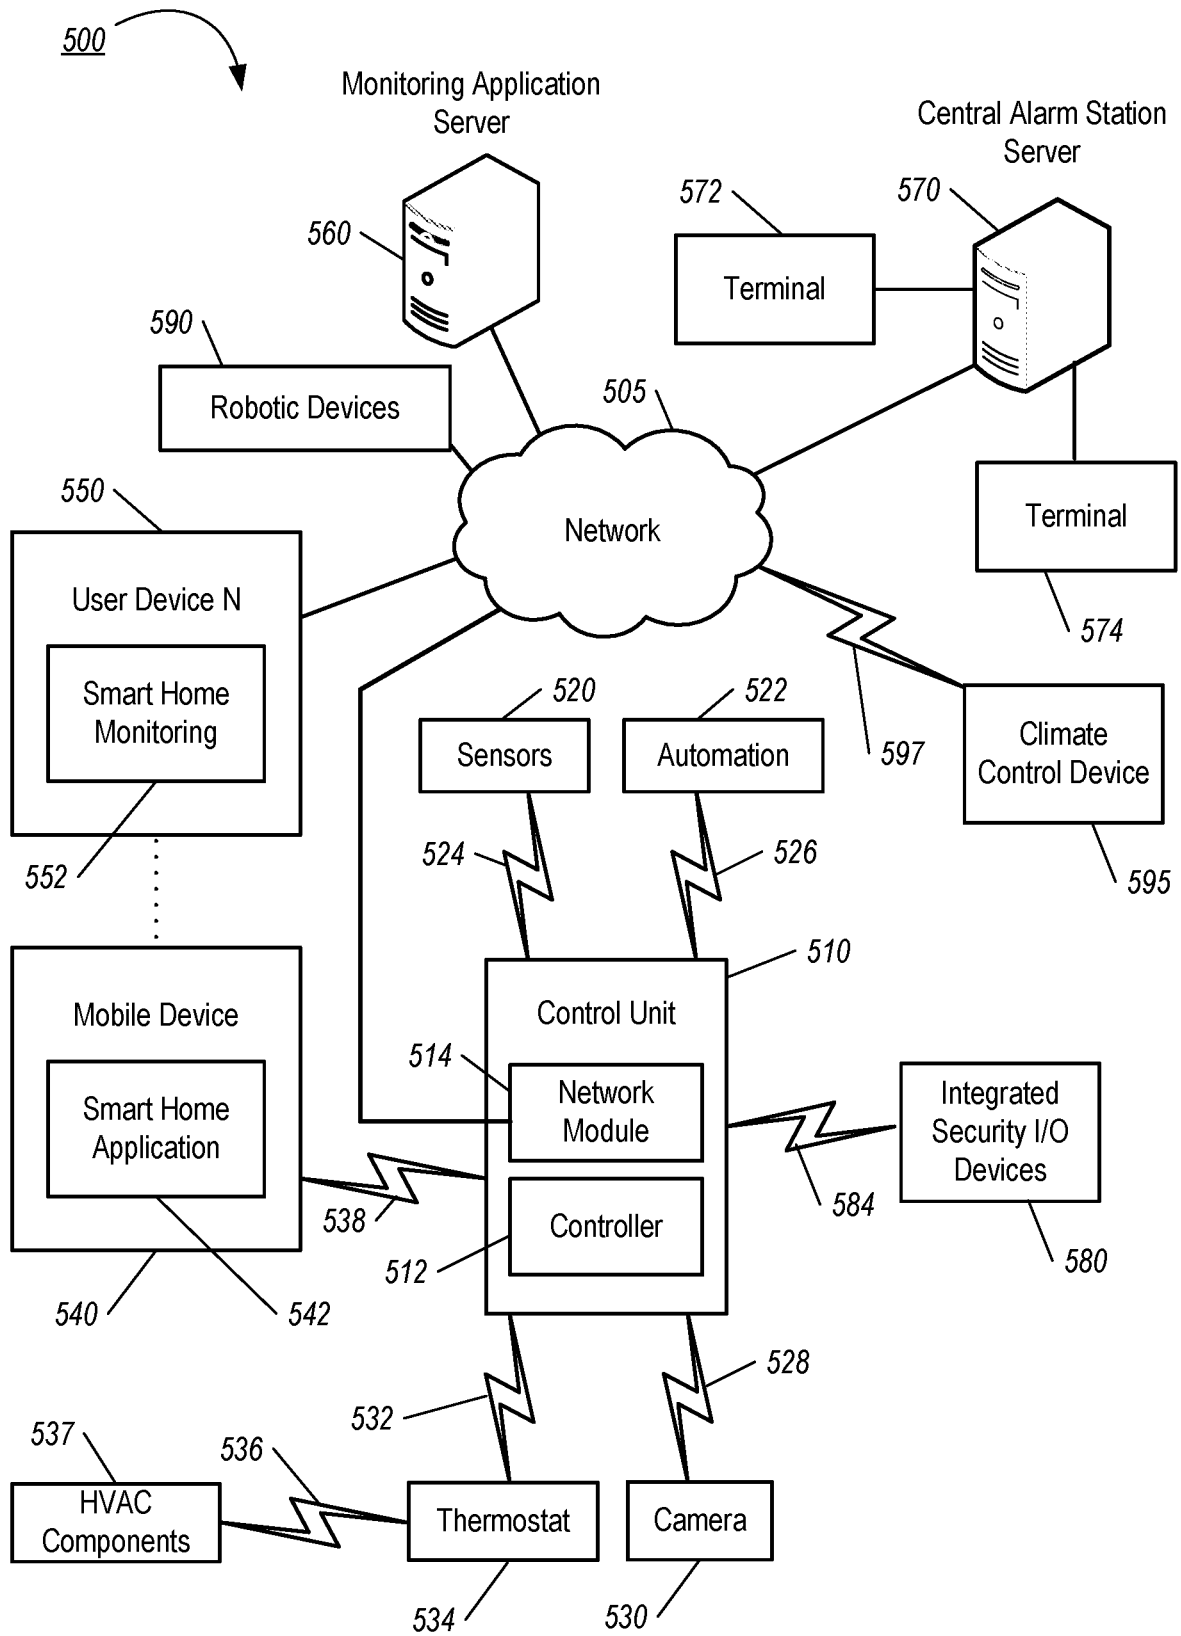 500
Monitoring Application
Server
Central Alarm Station
Server
572
570
560
Terminal
590
505
Robotic Devices
550
Network
Terminal
User Device N
574
Smart Home
Monitoring
520
522
597
Sensors
Automation
Climate
Control Device
552
524
526
595
510
Mobile Device
Control Unit
514
Smart Home
Application
Network
Module
Integrated
Security I/O
Devices
538
584
Controller
512
580
540
542
532
528
537
536
HVAC
Components
Thermostat
Camera
534
530